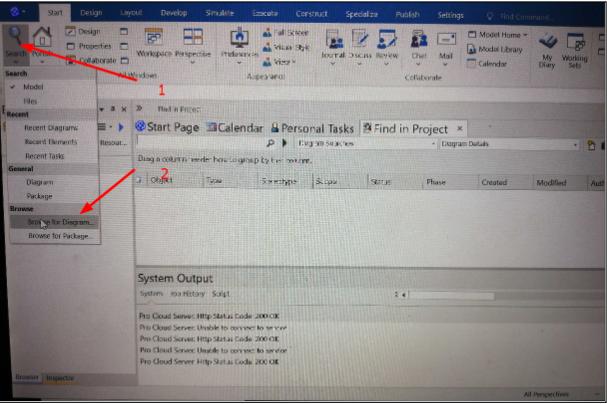 Start Design Layout Develop Simulate Execute Construct Specialize Publish Settings Find Command...
Design
Properties
Collaborate
Search Portals
Workspace Perspective
Preferences
Full Screen
Visual Style
View
Journal Discuss Review
Chat Mail
Model Home
Model Library
Calendar
My Diary Working Sets
Windows Appearance Collaborate
1
Search
Model
Files
Recent
Recent Diagrams
Recent Elements
Recent Tasks
General
Diagram
Package
Browse
Browse for Diagram...
Browse for Package...
Resour...
Find in Project
Start Page Calendar Personal Tasks Find in Project ×
Diagram Searches Diagram Details
Drag a column header here to group by that column.
2
Object Type Stereotype Scope Status Phase Created Modified Auth
System Output
System Job History Script
Pro Cloud Server: Http Status Code: 200 OK
Pro Cloud Server: Unable to connect to server
Pro Cloud Server: Http Status Code: 200 OK
Pro Cloud Server: Unable to connect to server
Pro Cloud Server: Http Status Code: 200 OK
Browser Inspector
All Perspectives